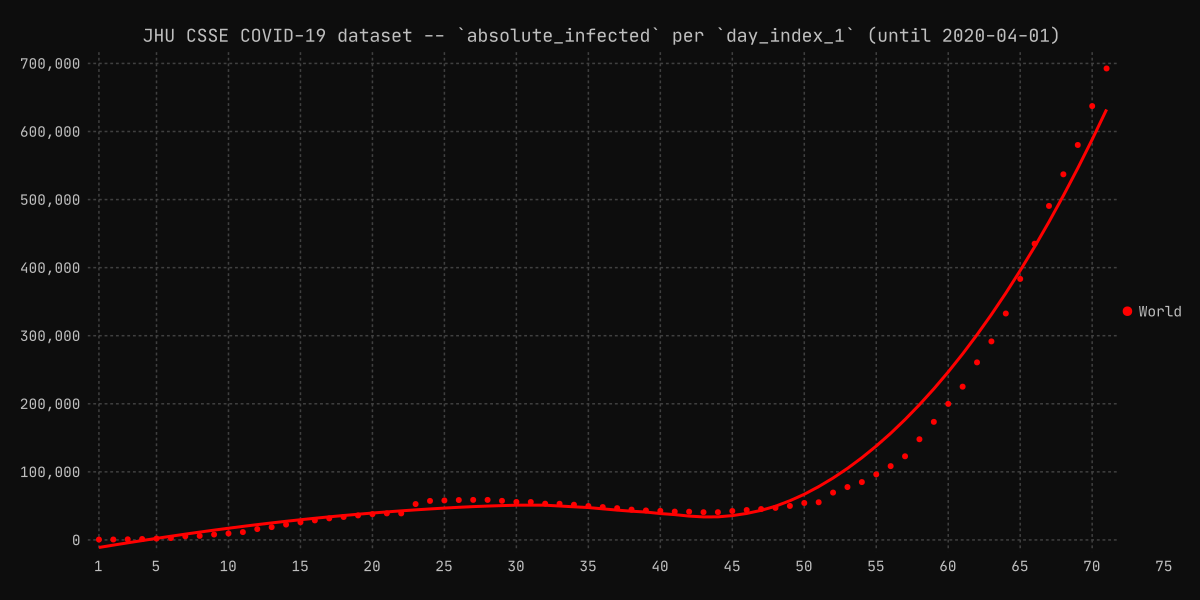 JHU CSSE COVID-19 dataset -- `absolute_infected` per `day_index_1` (until 2020-04-01)
700,000
600,000
500,000
400,000
300,000
200,000
100,000
0
World
1 5 10 15 20 25 30 35 40 45 50 55 60 65 70 75